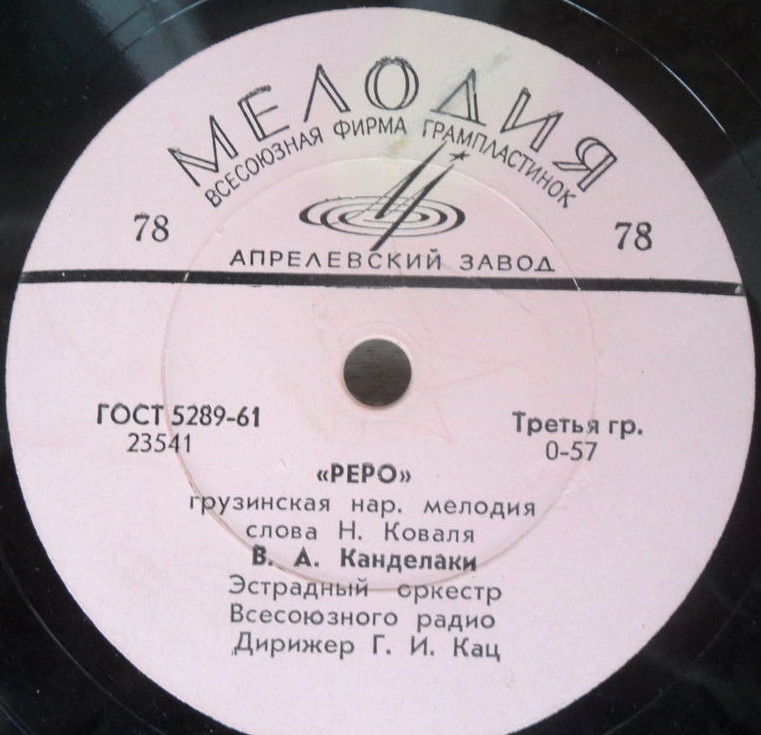 МЕЛОДИЯ
ВСЕСОЮЗНАЯ ФИРМА ГРАМПЛАСТИНОК
78 78
АПРЕЛЕВСКИЙ ЗАВОД
ГОСТ 5289-61 Третья гр.
23541 0-57
«РЕРО»
грузинская нар. мелодия
слова Н. Коваля
В. А. Канделаки
Эстрадный оркестр
Всесоюзного радио
Дирижер Г. И. Кац